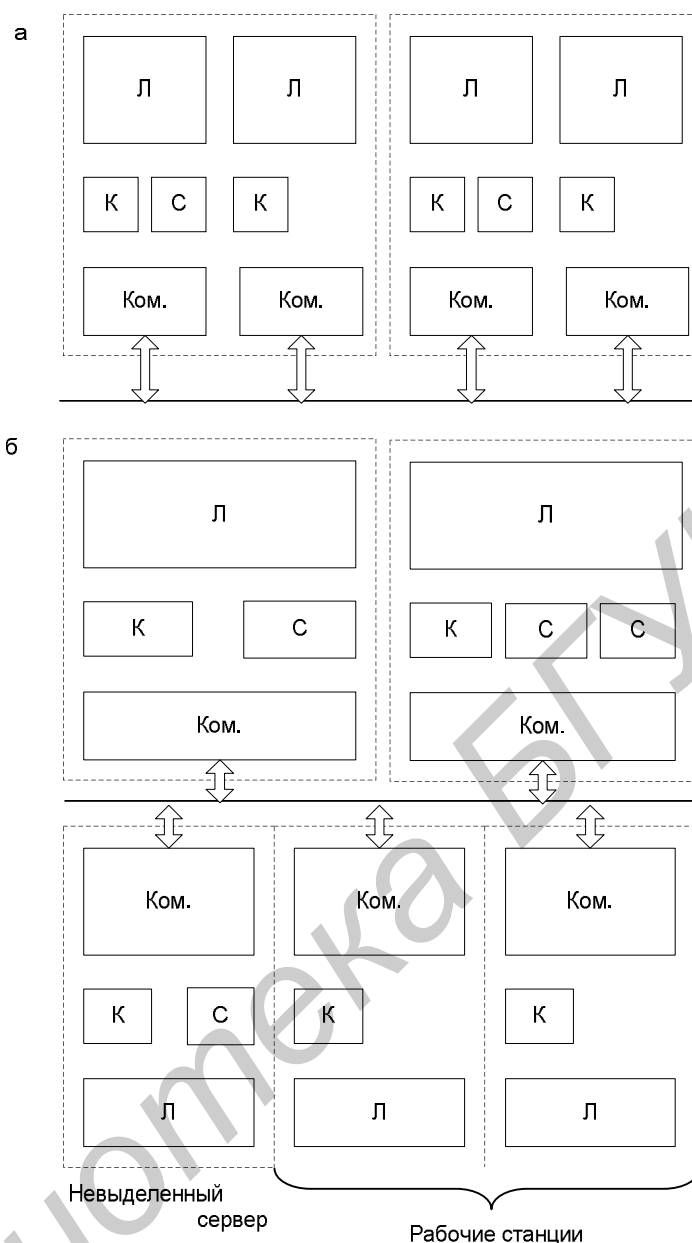 а
Л Л Л Л
К С К К С К
Ком. Ком. Ком. Ком.
б
Л Л
К С К С С
Ком. Ком.
Ком. Ком. Ком.
К С К К
Л Л Л
Невыделенный
сервер
Рабочие станции